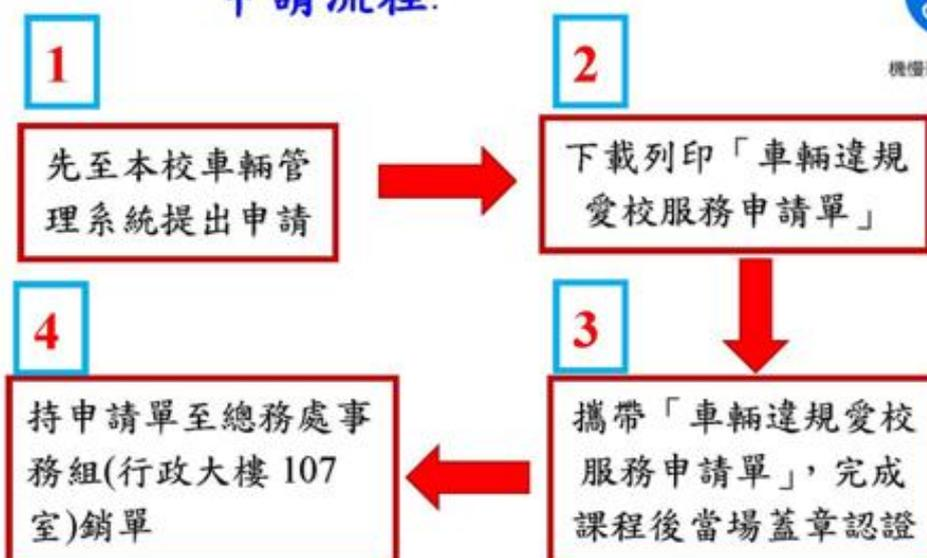 申請流程:
1
先至本校車輛管
理系統提出申請
2
下載列印「車輛違規
愛校服務申請單」
3
攜帶「車輛違規愛校
服務申請單」，完成
課程後當場蓋章認證
4
持申請單至總務處事
務組(行政大樓 107
室)銷單